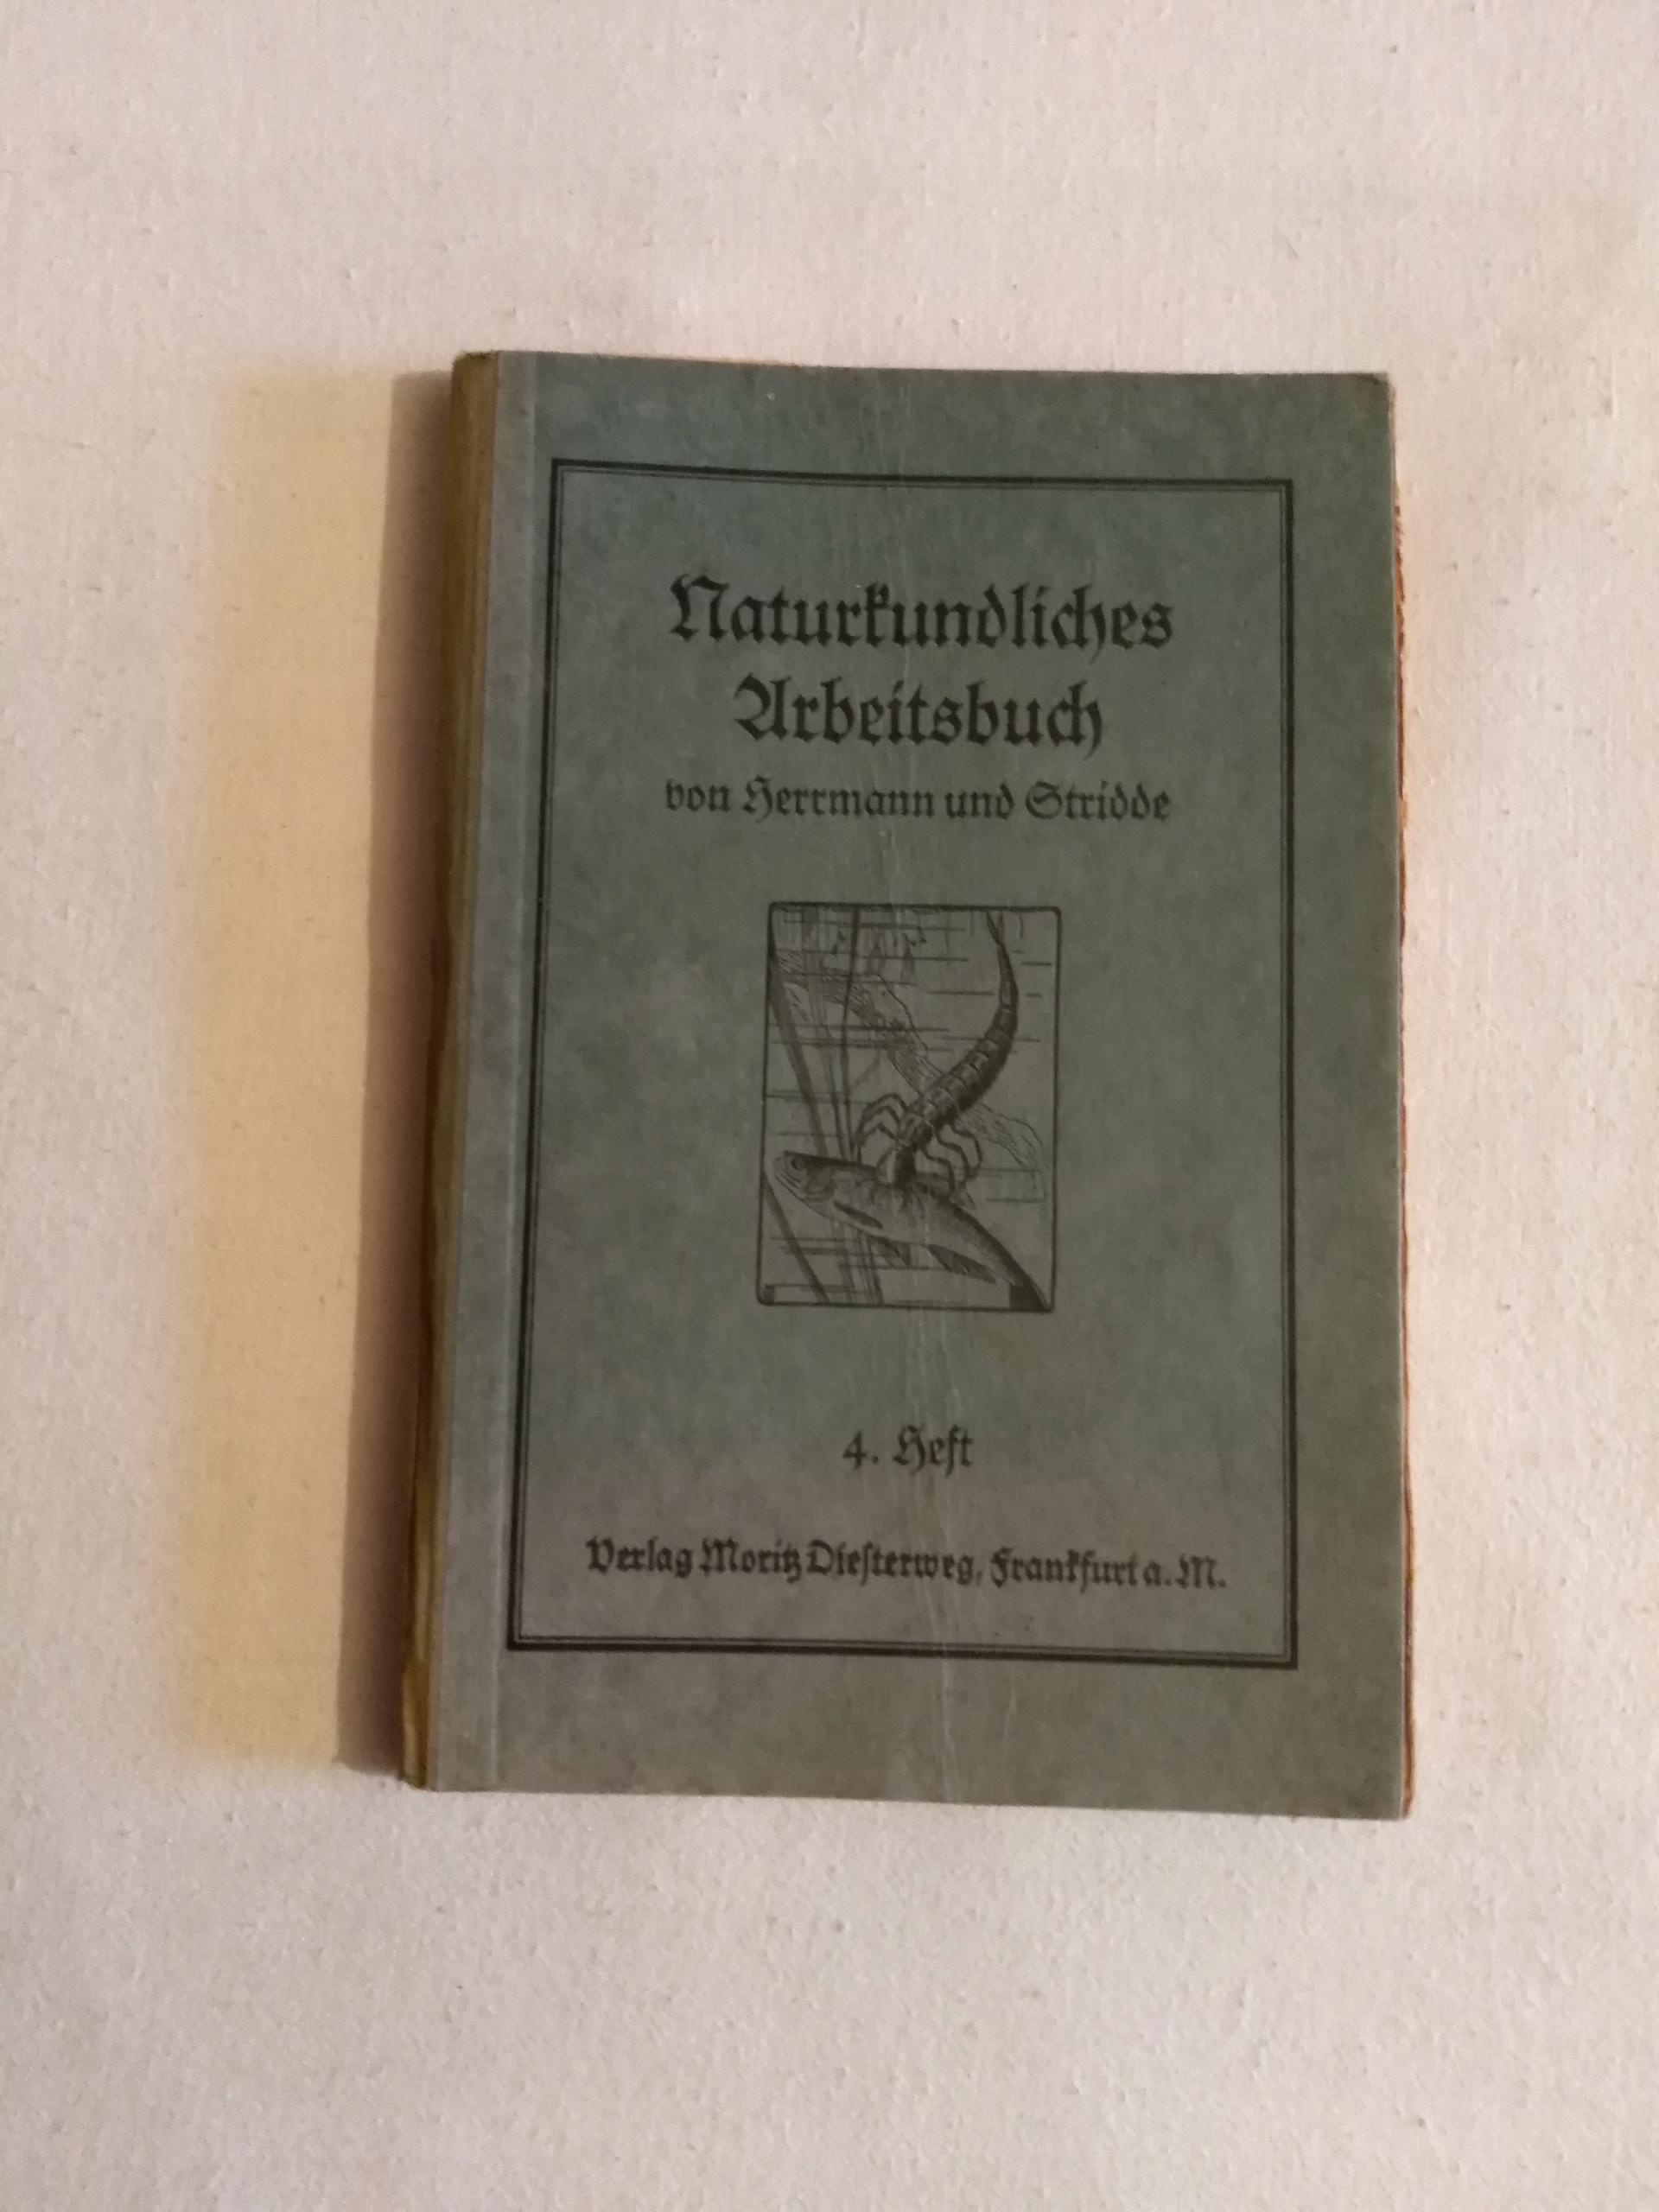 Naturkundliches
Arbeitsbuch
von Herrmann und Stridde
4. Heft
Verlag Moritz Diesterweg, Frankfurt a. M.